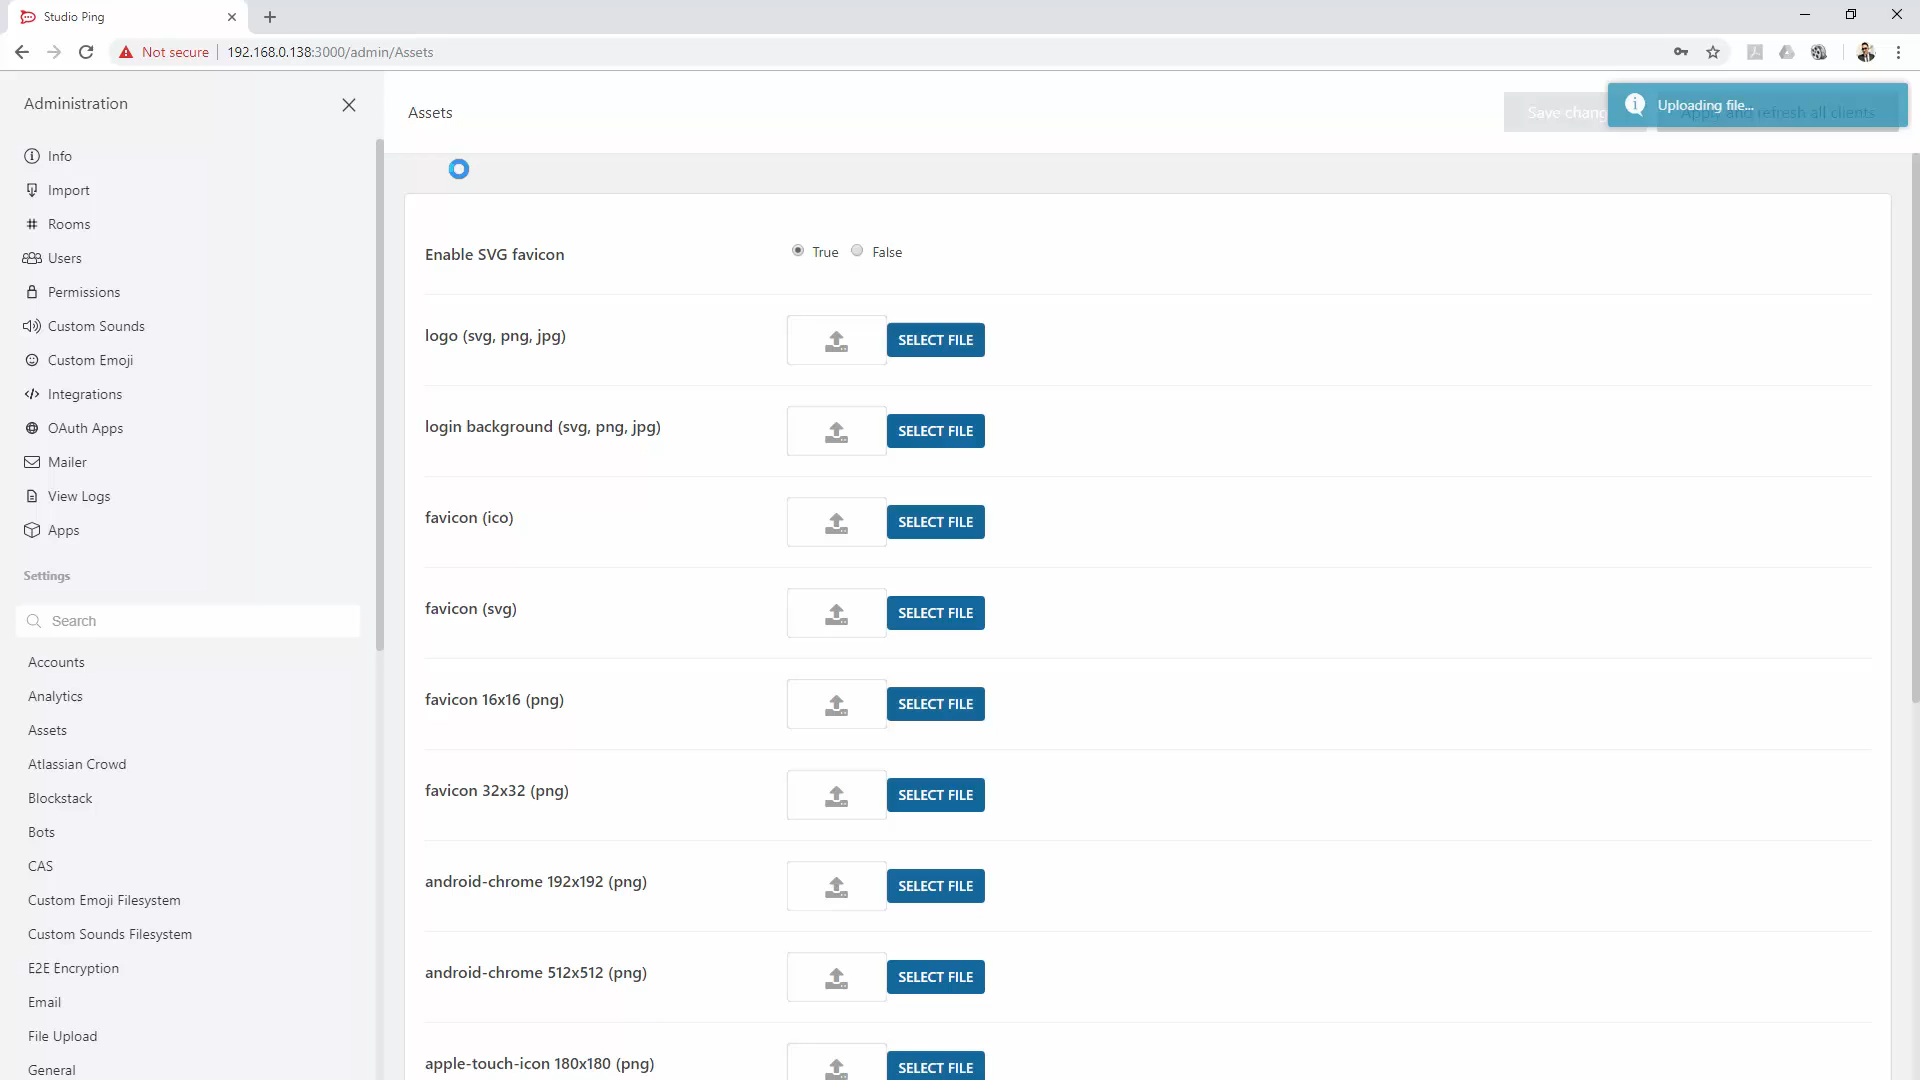 Studio Ping
Not secure
192.168.0.138:3000/admin/Assets
Administration
Info
Import
Rooms
Users
Permissions
Custom Sounds
Custom Emoji
Integrations
OAuth Apps
Mailer
View Logs
Apps
Settings
Search
Accounts
Analytics
Assets
Atlassian Crowd
Blockstack
Bots
CAS
Custom Emoji Filesystem
Custom Sounds Filesystem
E2E Encryption
Email
File Upload
General
Assets
Save chang
Apply and refresh all clients
Uploading file...
Enable SVG favicon
True
False
logo (svg, png, jpg)
SELECT FILE
login background (svg, png, jpg)
SELECT FILE
favicon (ico)
SELECT FILE
favicon (svg)
SELECT FILE
favicon 16x16 (png)
SELECT FILE
favicon 32x32 (png)
SELECT FILE
android-chrome 192x192 (png)
SELECT FILE
android-chrome 512x512 (png)
SELECT FILE
apple-touch-icon 180x180 (png)
SELECT FILE